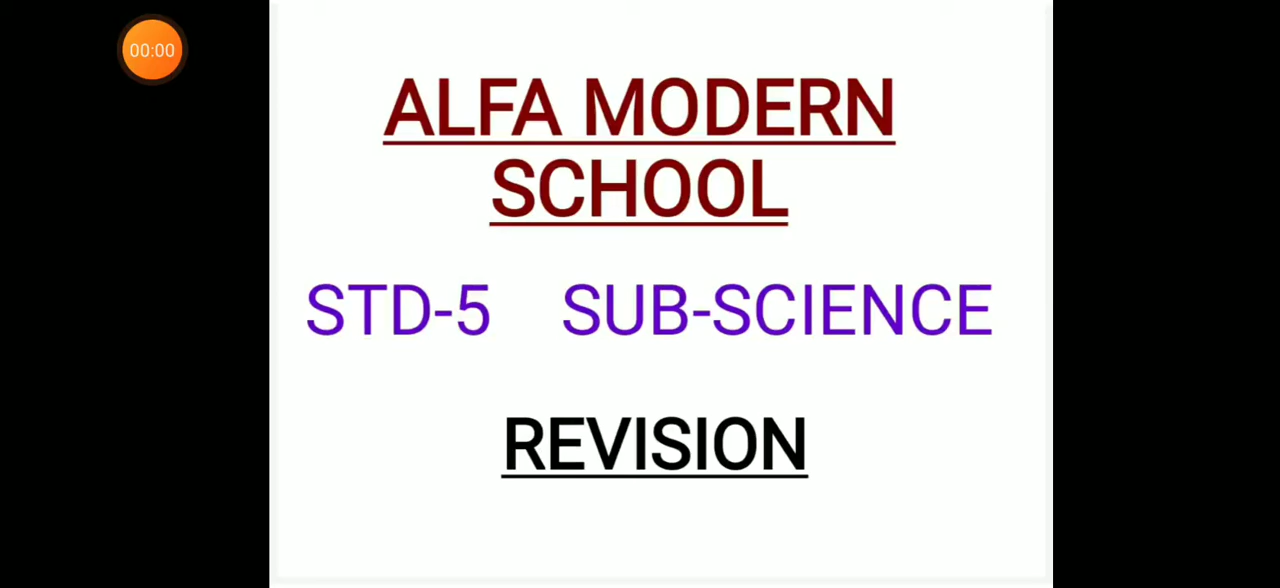 00:00
ALFA MODERN
SCHOOL
STD-5 SUB-SCIENCE
REVISION